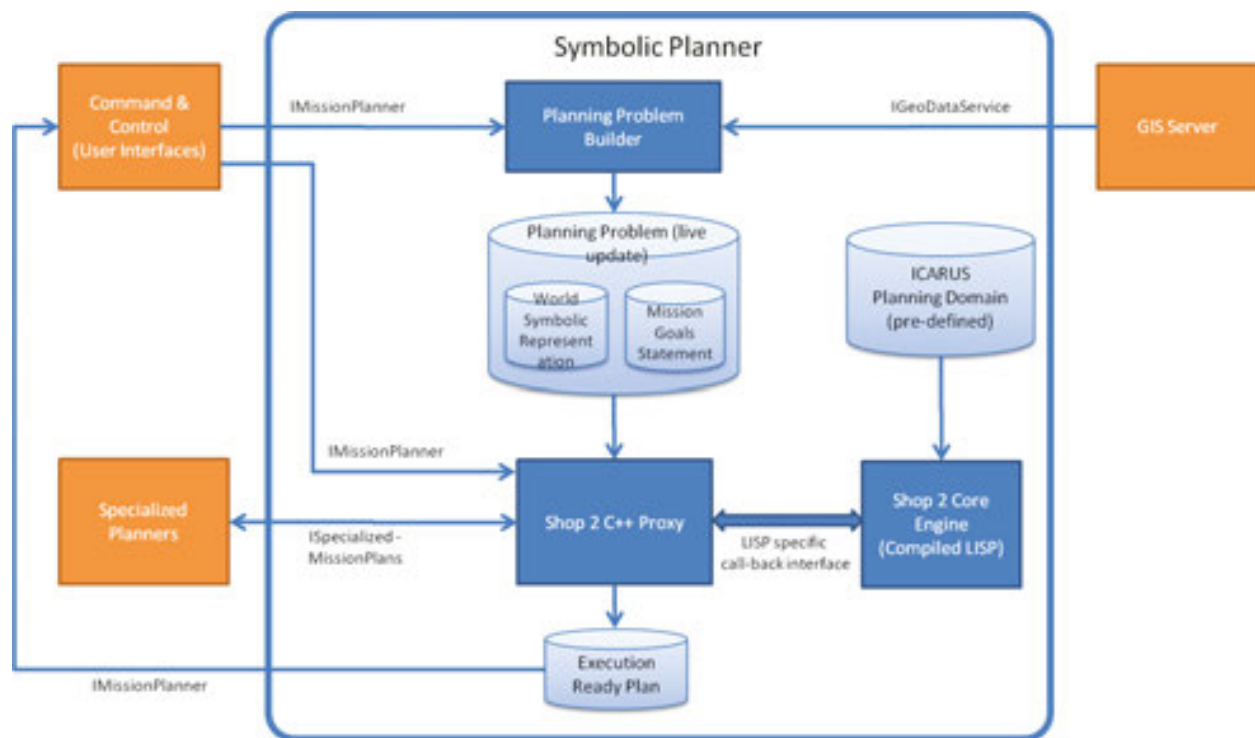 Symbolic Planner
Command &
Control
(User Interfaces)
IMissionPlanner
Planning Problem
Builder
IGeoDataService
GIS Server
Planning Problem (live
update)
World
Symbolic
Represent
ation
Mission
Goals
Statement
ICARUS
Planning Domain
(pre-defined)
IMissionPlanner
Specialized
Planners
ISpecialized -
MissionPlans
Shop 2 C++ Proxy
LISP specific
call-back interface
Shop 2 Core
Engine
(Compiled LISP)
Execution
Ready Plan
IMissionPlanner